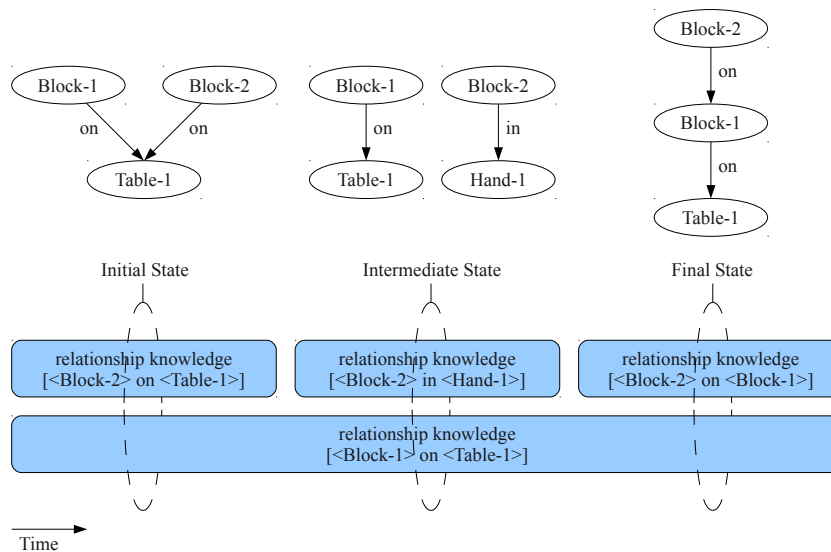 Block-2
on
Block-1 Block-2 Block-1 Block-2 Block-1
on on on in
on
Table-1 Table-1 Hand-1
Table-1
Initial State Intermediate State Final State
relationship knowledge
[<Block-2> on <Table-1>]
relationship knowledge
[<Block-2> in <Hand-1>]
relationship knowledge
[<Block-2> on <Block-1>]
relationship knowledge
[<Block-1> on <Table-1>]
Time